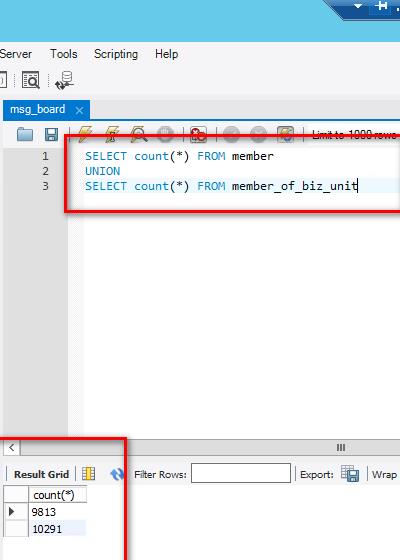 Server Tools Scripting Help
msg_board
Limit to 1000 rows
1 SELECT count(*) FROM member
2 UNION
3 SELECT count(*) FROM member_of_biz_unit
Result Grid Filter Rows: Export: Wrap
count(*)
9813
10291